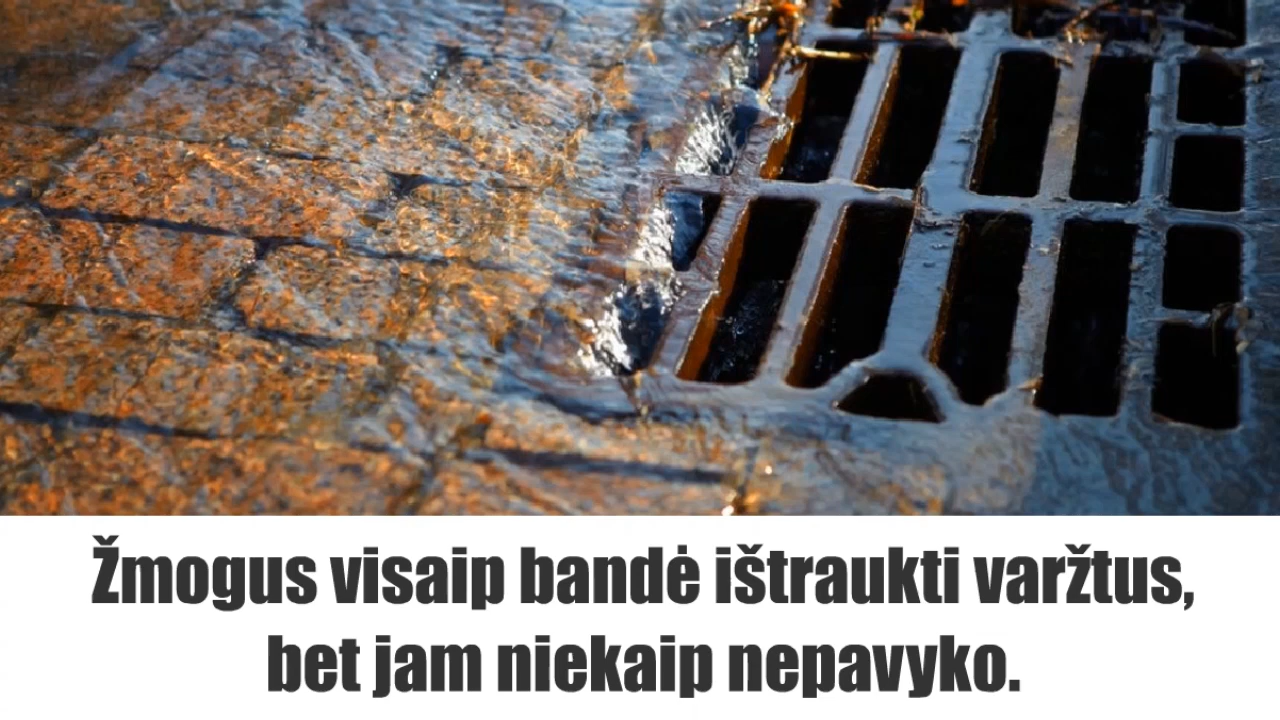 Žmogus visaip bandė ištraukti varžtus,
bet jam niekaip nepavyko.